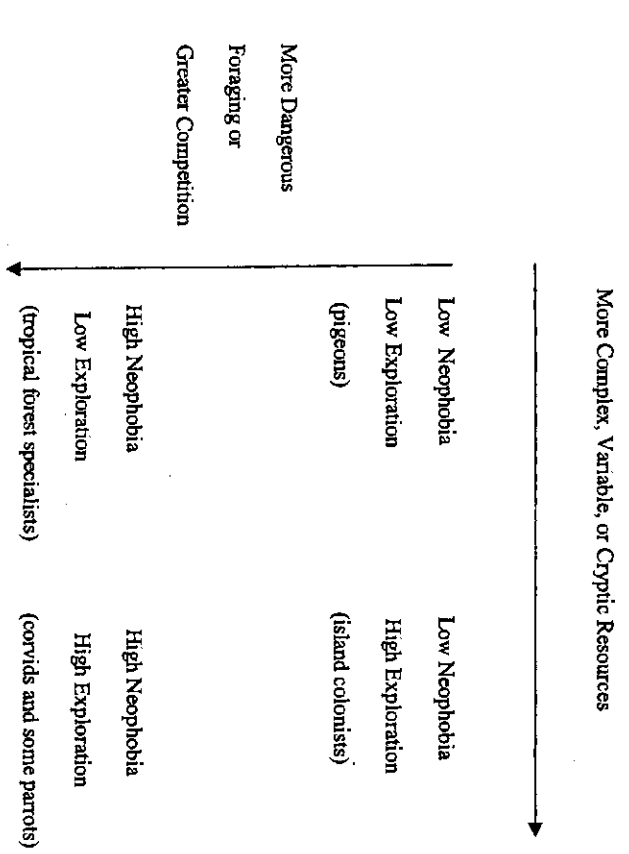 More Complex, Variable, or Cryptic Resources
More Dangerous
Foraging or
Greater Competition
Low Neophobia
Low Exploration
(pigeons)
Low Neophobia
High Exploration
(island colonists)
High Neophobia
Low Exploration
(tropical forest specialists)
High Neophobia
High Exploration
(corvids and some parrots)